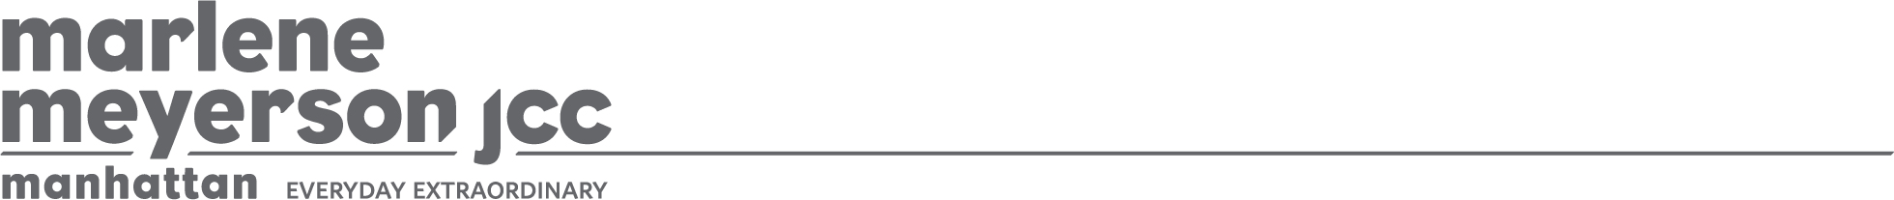 marlene
meyerson jcc
manhattan EVERYDAY EXTRAORDINARY